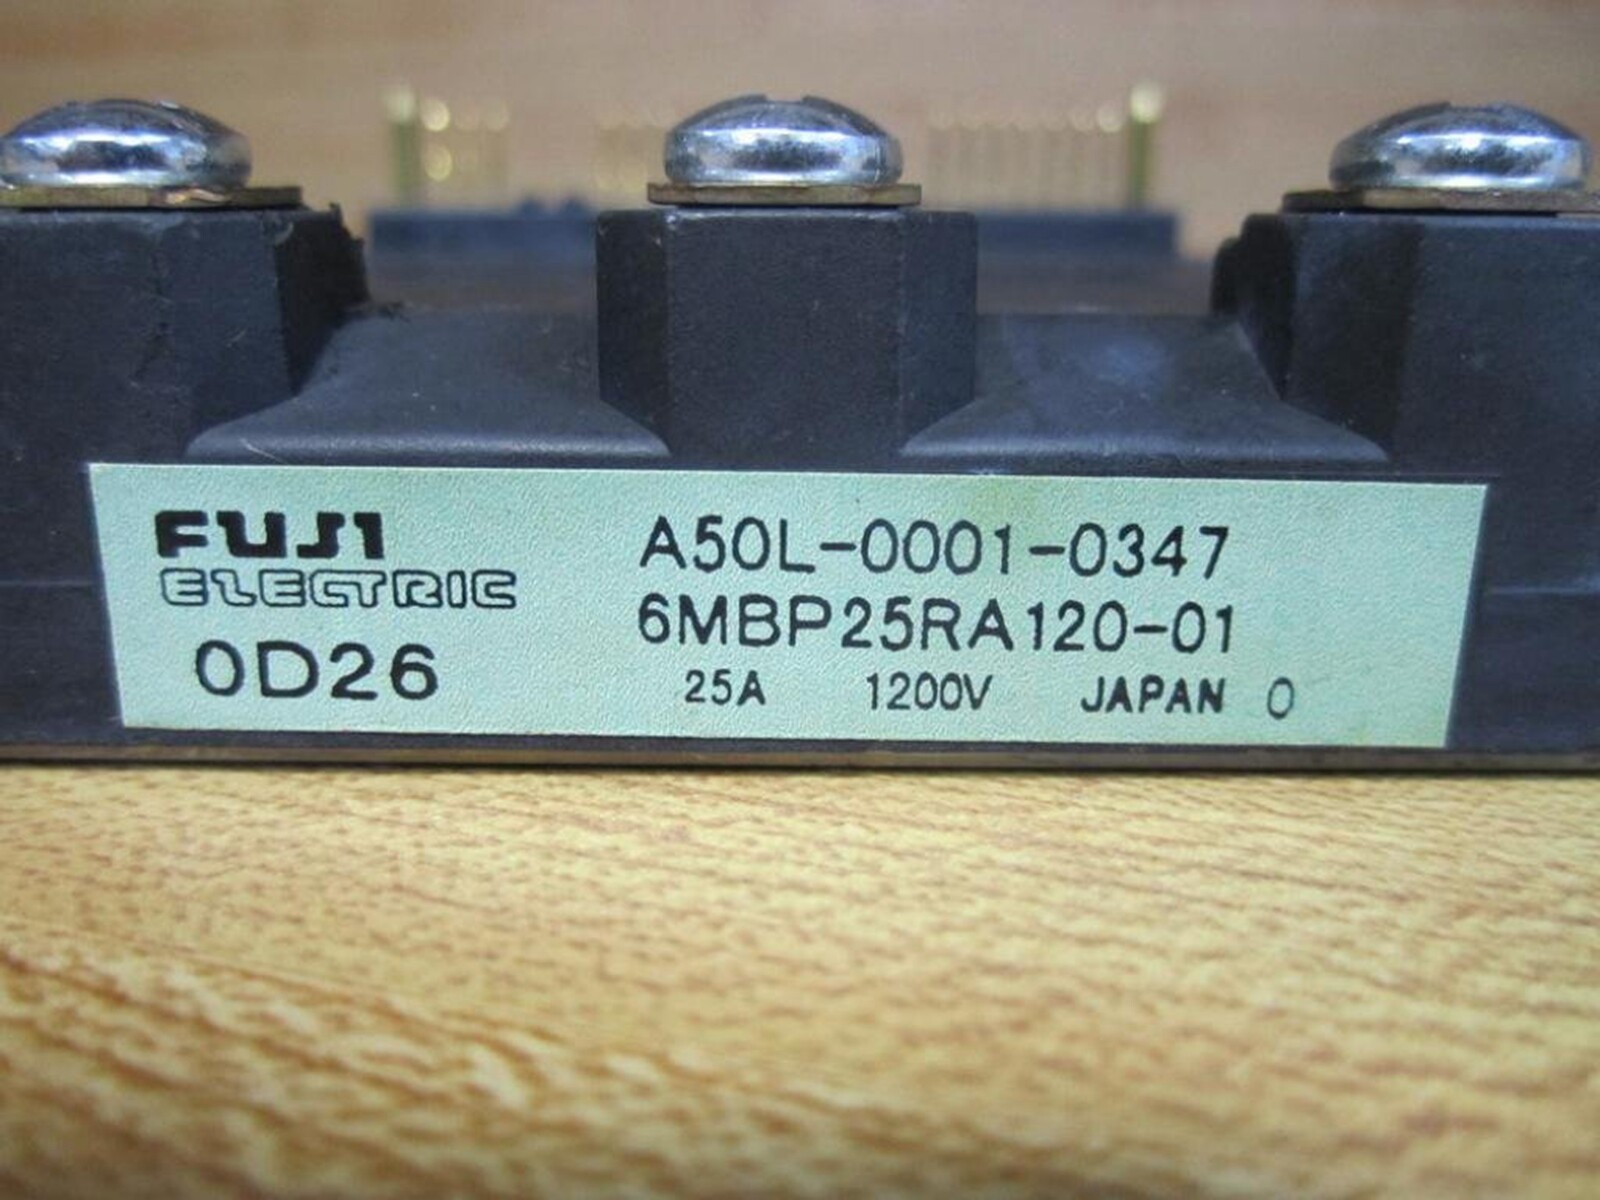 FUJI
ELECTRIC
0D26
A50L-0001-0347
6MBP25RA120-01
25A 1200V JAPAN 0